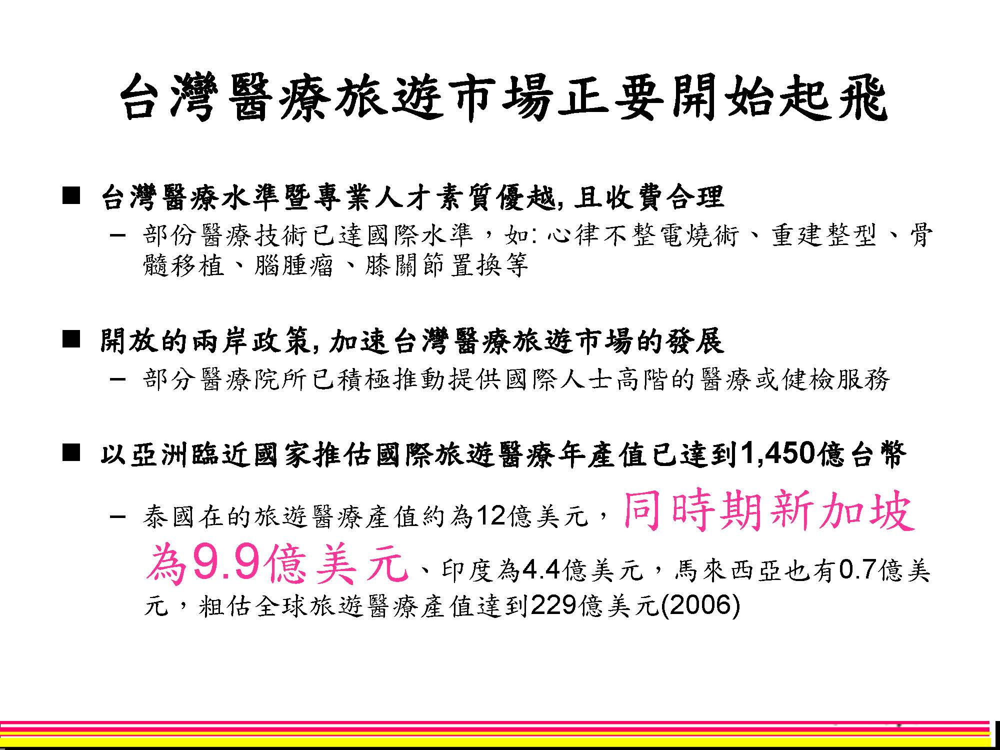 台灣醫療旅遊市場正要開始起飛
■ 台灣醫療水準暨專業人才素質優越, 且收費合理
– 部份醫療技術已達國際水準，如: 心律不整電燒術、重建整型、骨
髓移植、腦腫瘤、膝關節置換等
■ 開放的兩岸政策, 加速台灣醫療旅遊市場的發展
– 部分醫療院所已積極推動提供國際人士高階的醫療或健檢服務
■ 以亞洲臨近國家推估國際旅遊醫療年產值已達到1,450億台幣
– 泰國在的旅遊醫療產值約為12億美元，同時期新加坡
為9.9億美元、印度為4.4億美元，馬來西亞也有0.7億美
元，粗估全球旅遊醫療產值達到229億美元(2006)